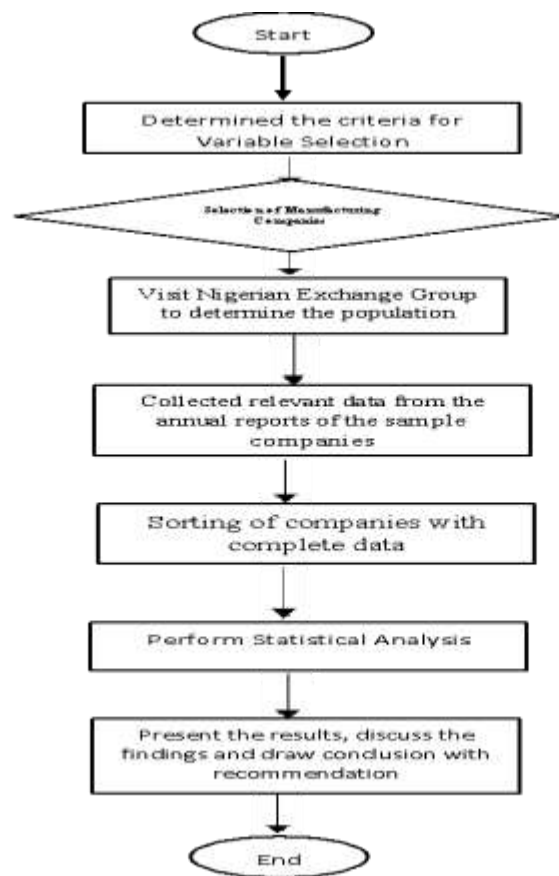 Start
Determined the criteria for
Variable Selection
Selection of Manufacturing
Companies
Visit Nigerian Exchange Group
to determine the population
Collected relevant data from the
annual reports of the sample
companies
Sorting of companies with
complete data
Perform Statistical Analysis
Present the results, discuss the
findings and draw conclusion with
recommendation
End